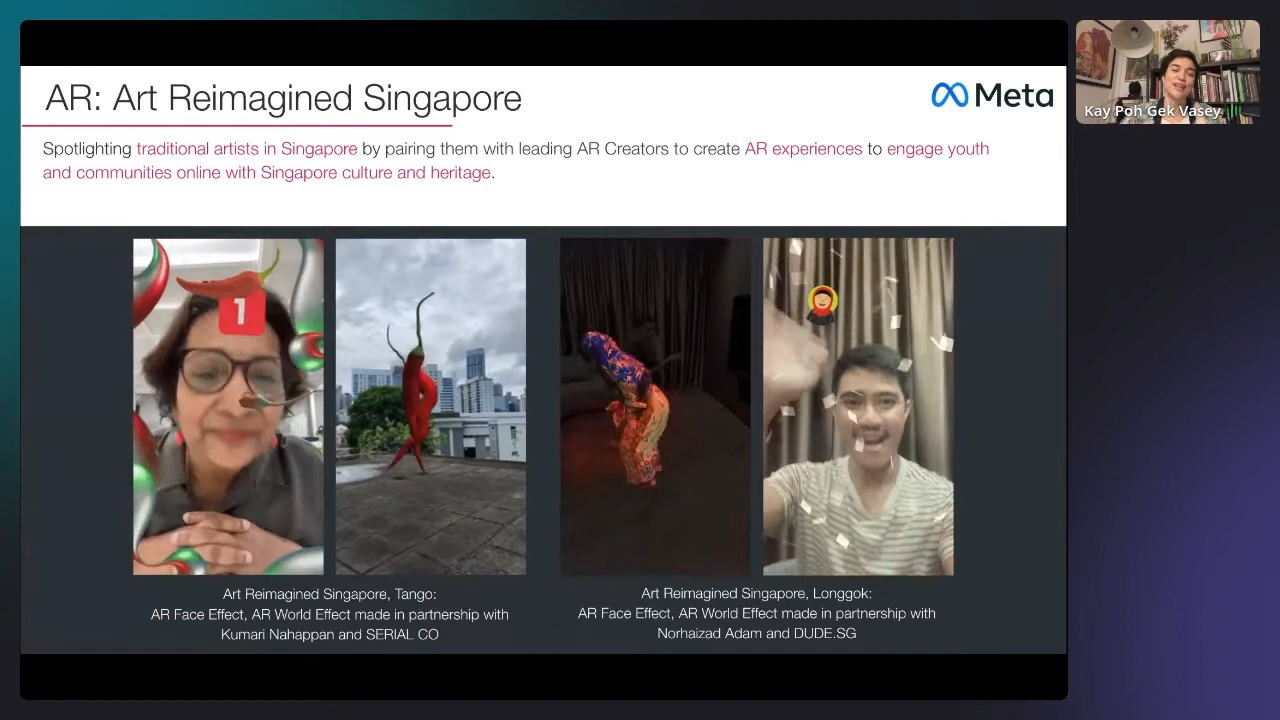 AR: Art Reimagined Singapore
Meta
Spotlighting traditional artists in Singapore by pairing them with leading AR Creators to create AR experiences to engage youth
and communities online with Singapore culture and heritage.
Kay Poh Gek Vasey
1
Art Reimagined Singapore, Tango:
AR Face Effect, AR World Effect made in partnership with
Kumari Nahappan and SERIAL CO
Art Reimagined Singapore, Longgok:
AR Face Effect, AR World Effect made in partnership with
Norhaizad Adam and DUDE.SG